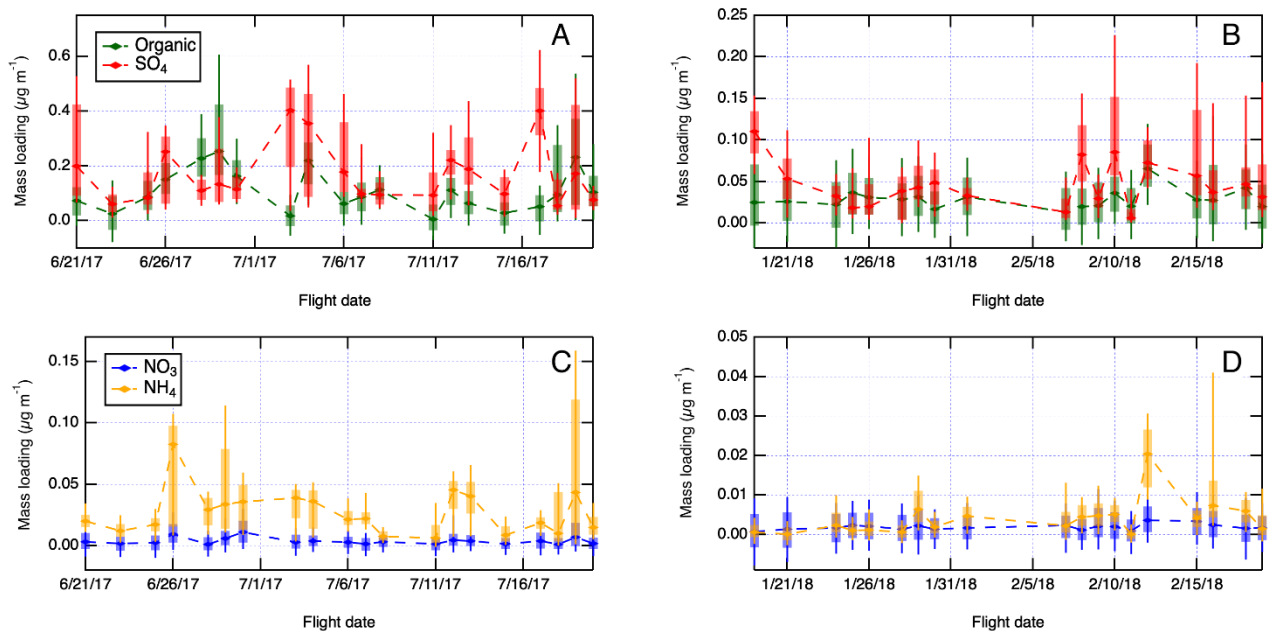 A
Organic
SO4
Mass loading (µg m-1)
0.6
0.4
0.2
0.0
6/21/17 6/26/17 7/1/17 7/6/17 7/11/17 7/16/17
Flight date
B
Mass loading (µg m-1)
0.25
0.20
0.15
0.10
0.05
0.00
1/21/18 1/26/18 1/31/18 2/5/18 2/10/18 2/15/18
Flight date
C
NO3
NH4
Mass loading (µg m-1)
0.15
0.10
0.05
0.00
6/21/17 6/26/17 7/1/17 7/6/17 7/11/17 7/16/17
Flight date
D
Mass loading (µg m-1)
0.05
0.04
0.03
0.02
0.01
0.00
1/21/18 1/26/18 1/31/18 2/5/18 2/10/18 2/15/18
Flight date